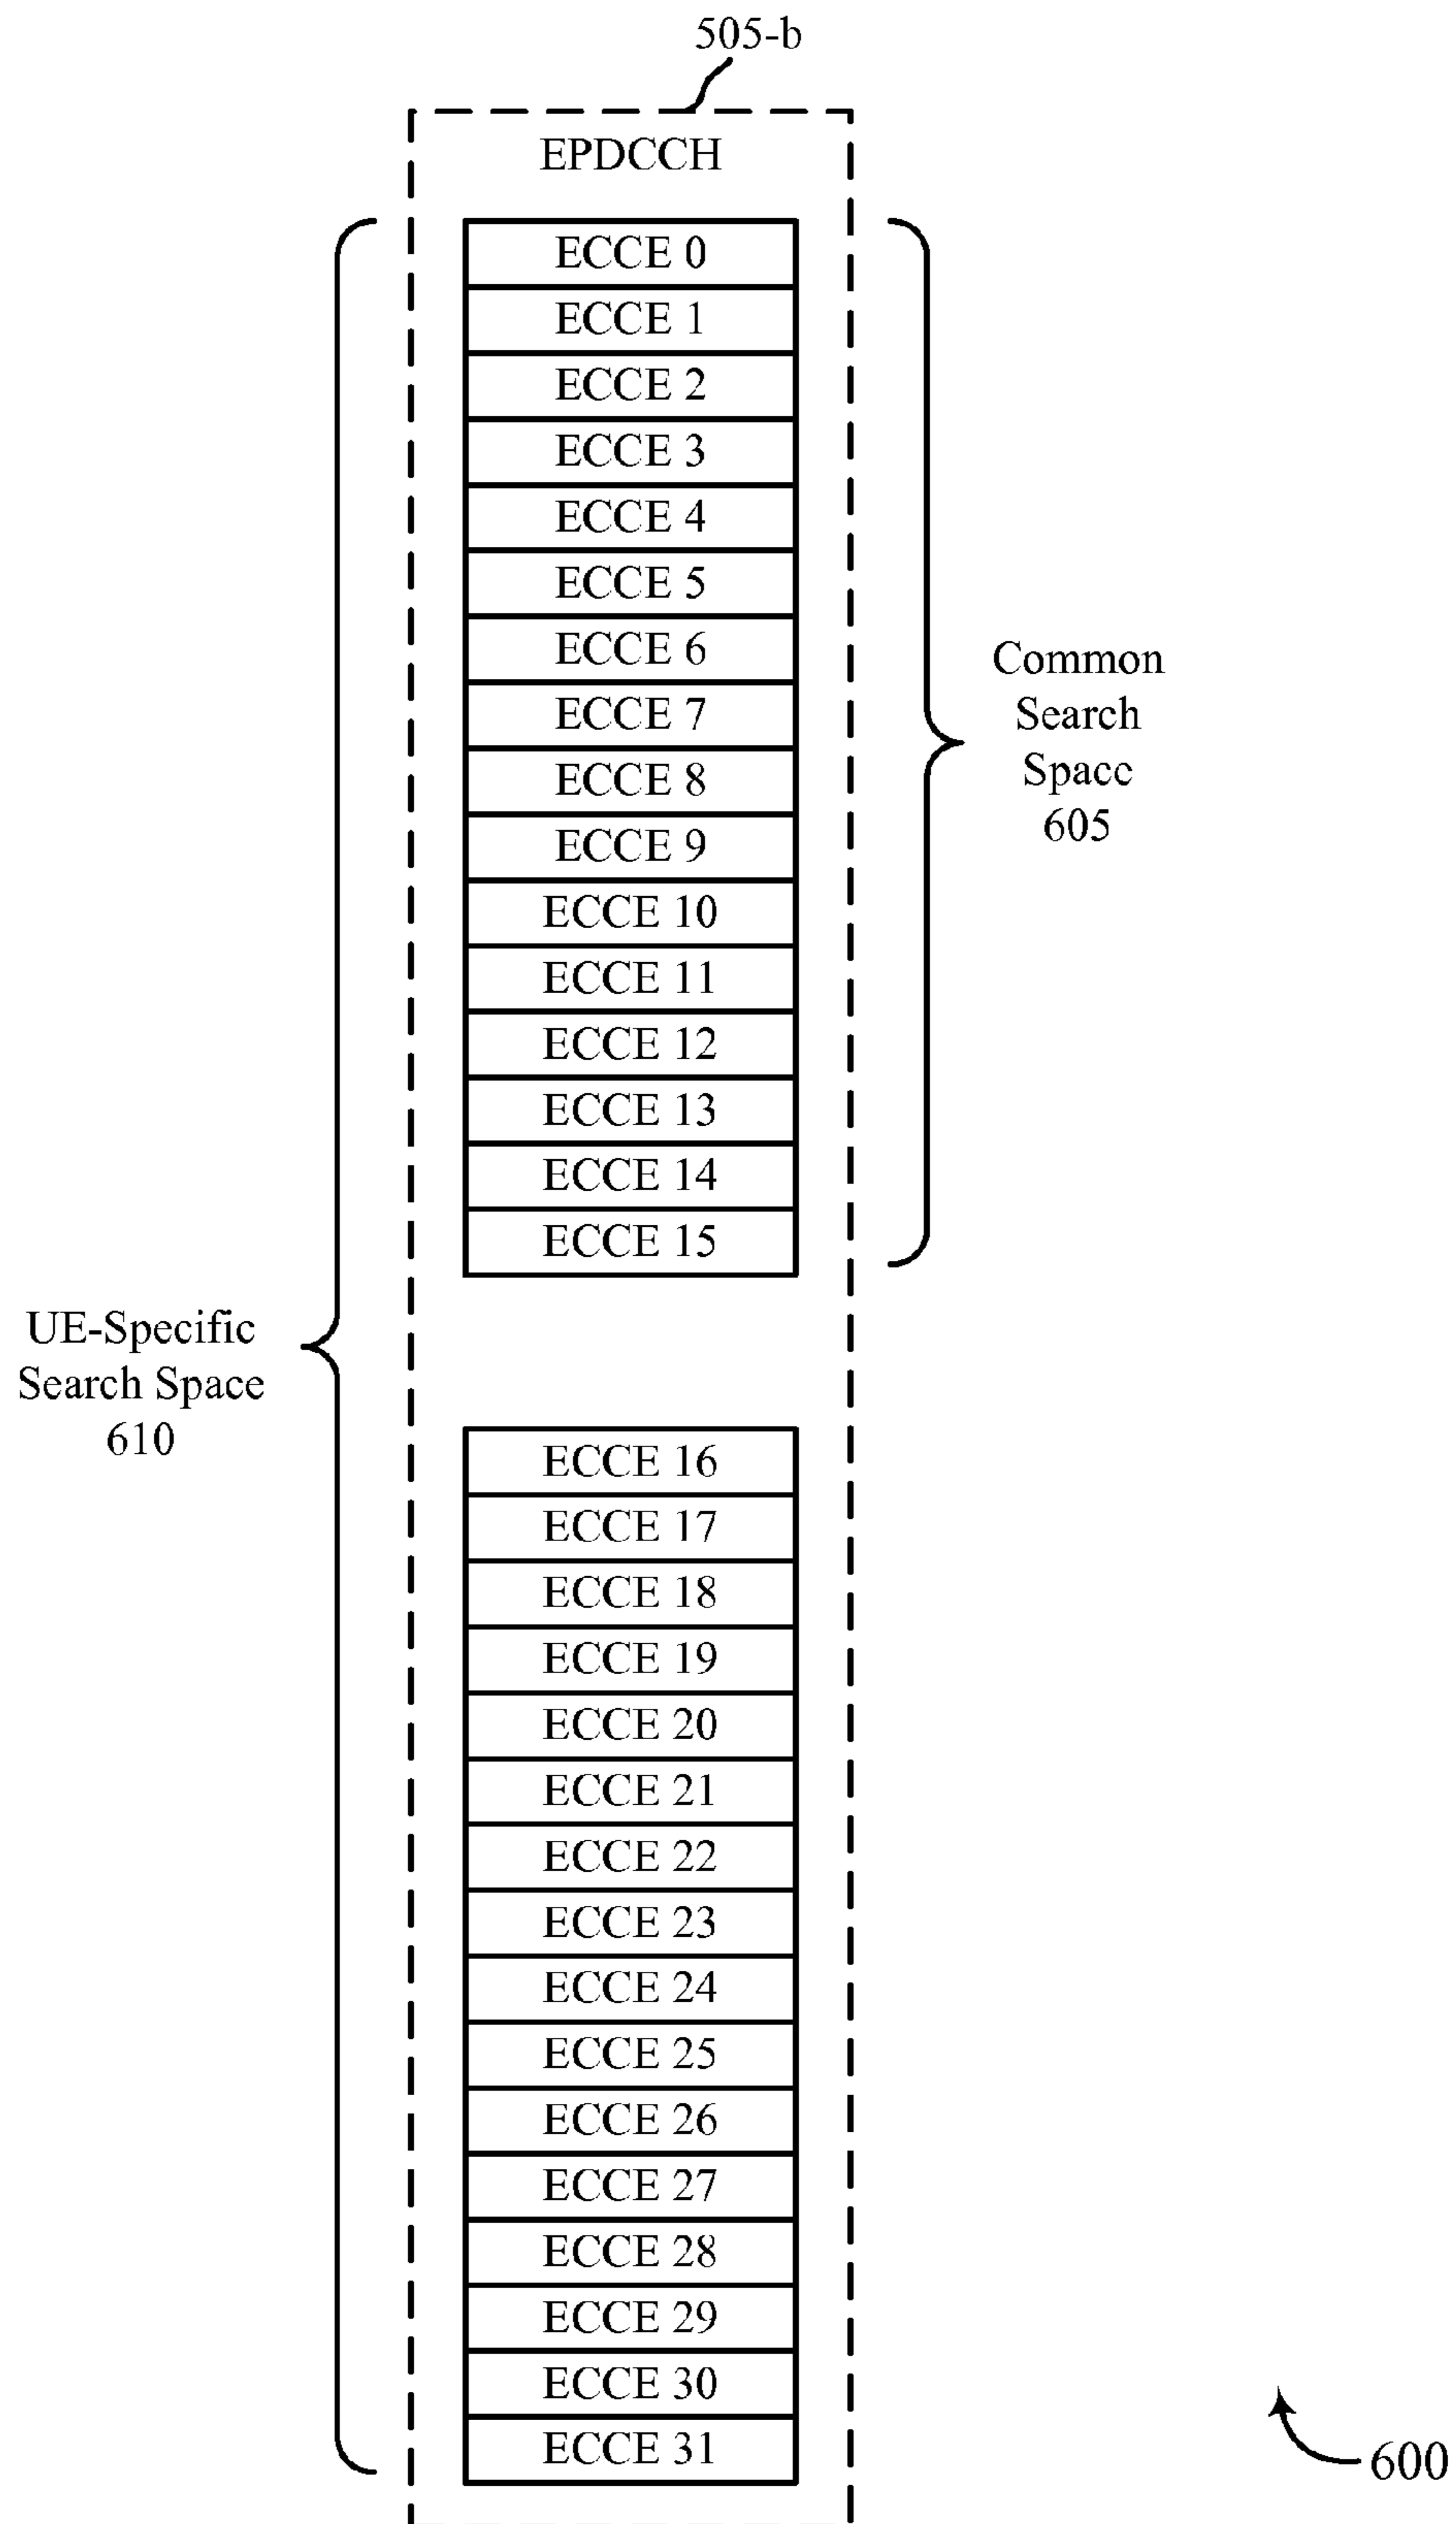 505-b
EPDCCH
ECCE 0
ECCE 1
ECCE 2
ECCE 3
ECCE 4
ECCE 5
ECCE 6
ECCE 7
ECCE 8
ECCE 9
ECCE 10
ECCE 11
ECCE 12
ECCE 13
ECCE 14
ECCE 15
Common
Search
Space
605
UE-Specific
Search Space
610
ECCE 16
ECCE 17
ECCE 18
ECCE 19
ECCE 20
ECCE 21
ECCE 22
ECCE 23
ECCE 24
ECCE 25
ECCE 26
ECCE 27
ECCE 28
ECCE 29
ECCE 30
ECCE 31
600